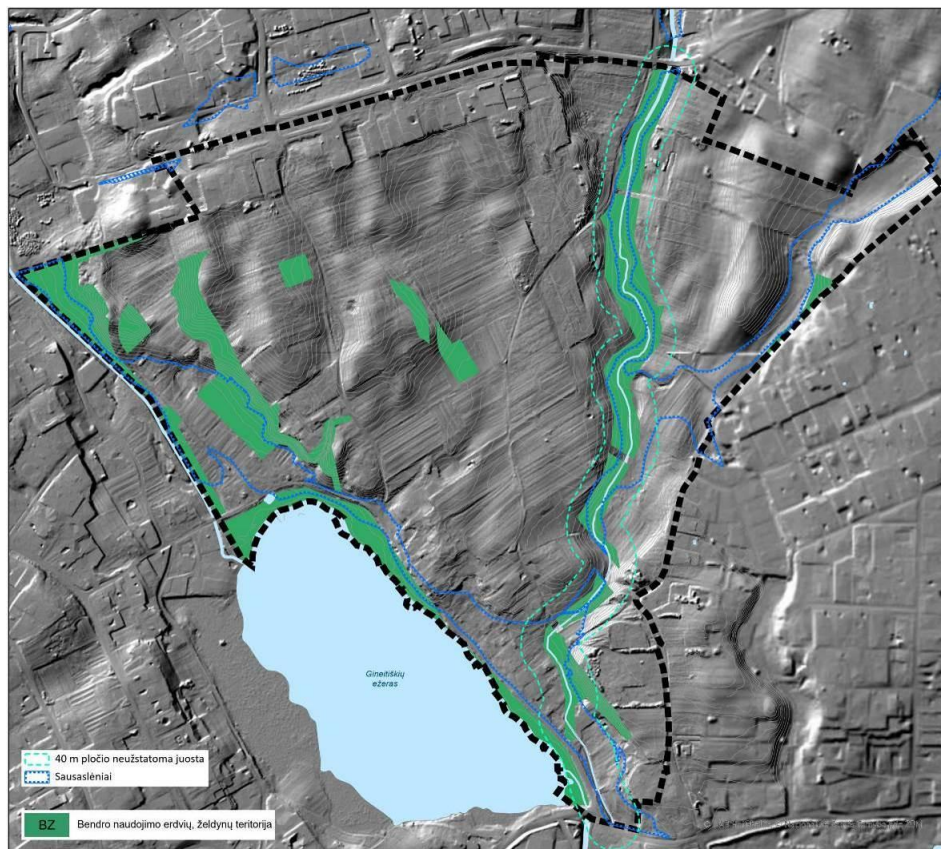 Gineitiškių
ežeras
40 m pločio neužstatoma juosta
Sausaslėniai
BZ Bendro naudojimo erdvių, želdynų teritorija